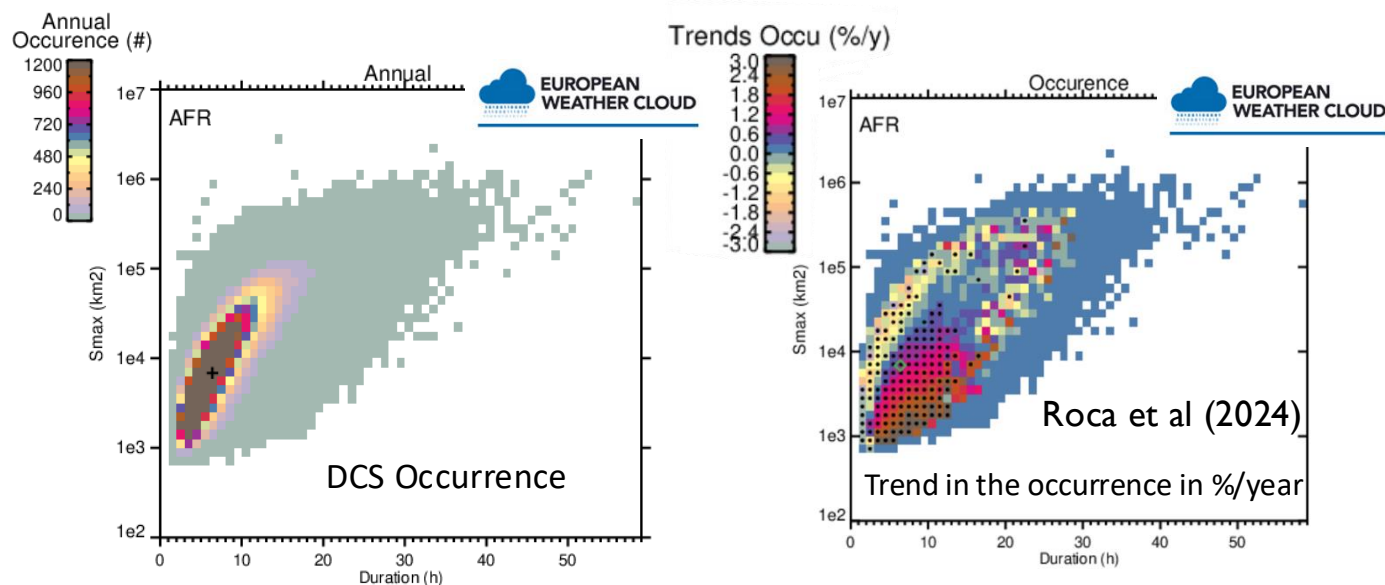 Annual
Occurence (#)
1200
960
720
480
240
0
Annual
EUROPEAN
WEATHER CLOUD
AFR
1e7
1e6
1e5
1e4
1e3
1e2
Smax (km2)
DCS Occurrence
0 10 20 30 40 50
Duration (h)
Trends Occu (%/y)
3.0
2.4
1.8
1.2
0.6
0.0
-0.6
-1.2
-1.8
-2.4
-3.0
Occurence
EUROPEAN
WEATHER CLOUD
AFR
1e7
1e6
1e5
1e4
1e3
1e2
Smax (km2)
Roca et al (2024)
Trend in the occurrence in %/year
0 10 20 30 40 50
Duration (h)